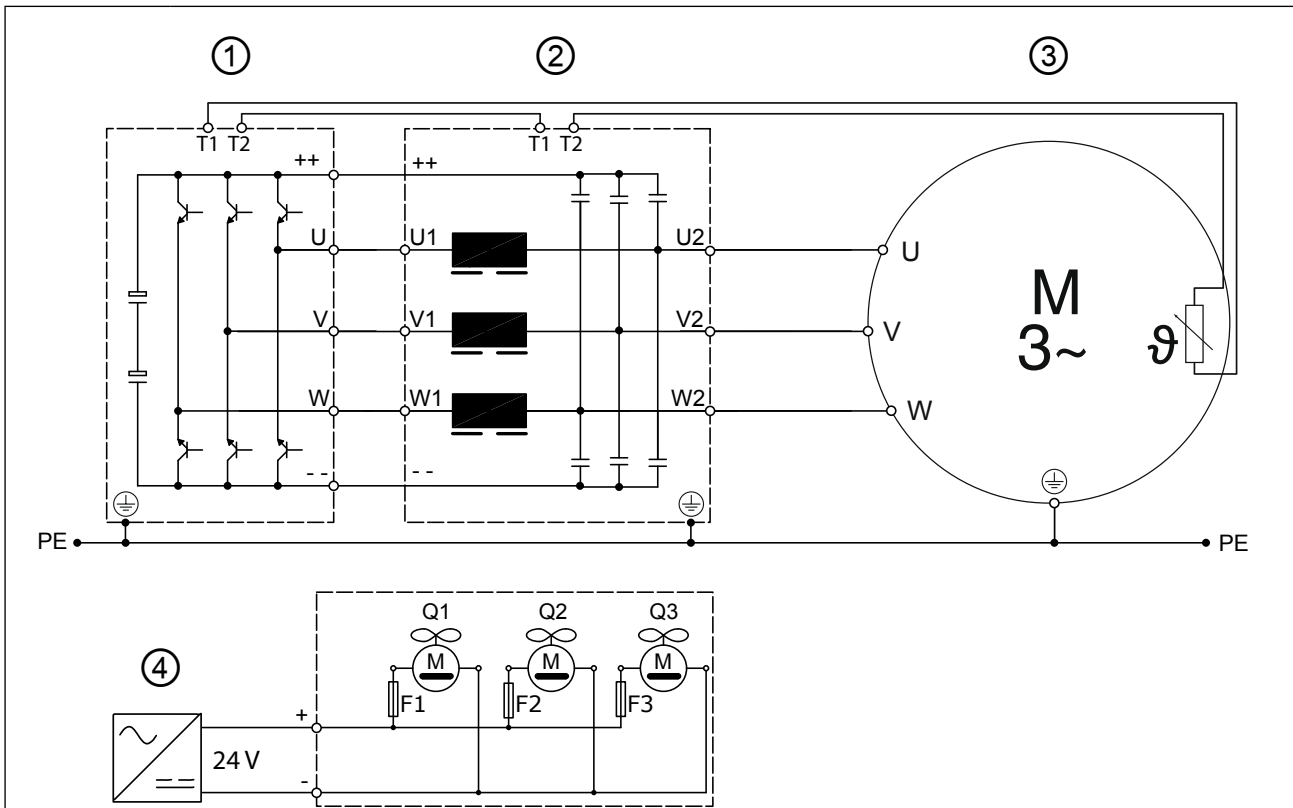 1 2 3
T1 T2 T1 T2
++ ++
U U1 U2 U
M
3~
V V1 V2 V
ϑ
W W1 W2 W
- - - -
PE PE
Q1 Q2 Q3
4
M M M
F1 F2 F3
+
24 V
-